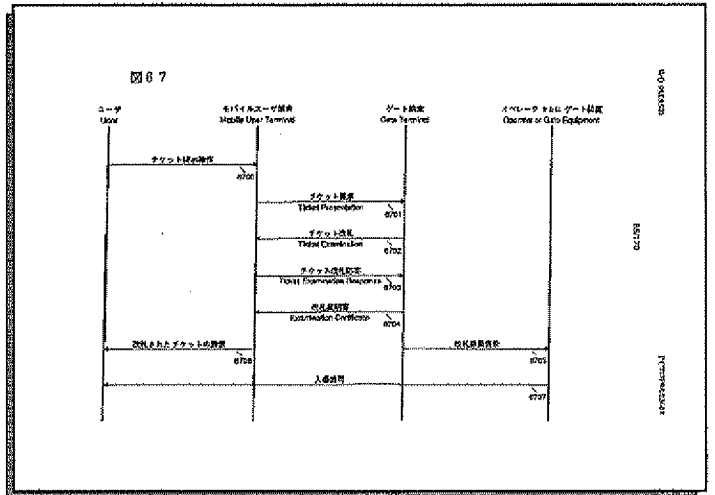 図67
ユーザ
User
モバイルユーザ端末
Mobile User Terminal
ゲート端末
Gate Terminal
オペレータ または ゲート装置
Operator or Gate Equipment
チケット提示操作
6700
チケット提示
Ticket Presentation
6701
チケット改札
Ticket Examination
6702
チケット改札応答
Ticket Examination Response
6703
改札証明書
Examination Certificate
6704
改札されたチケットの表示
6706
改札結果表示
6705
入場許可
6707